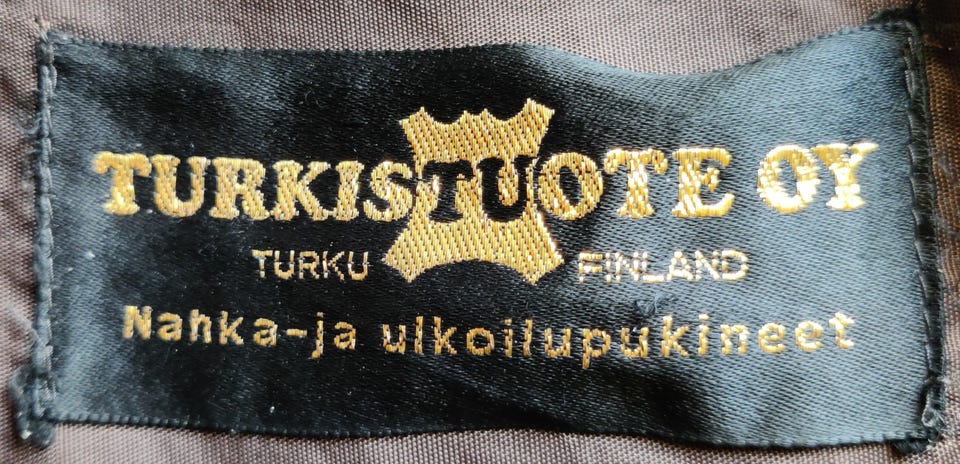 TURKISTUOTE OY
TURKU FINLAND
Nahka-ja ulkoilupukineet